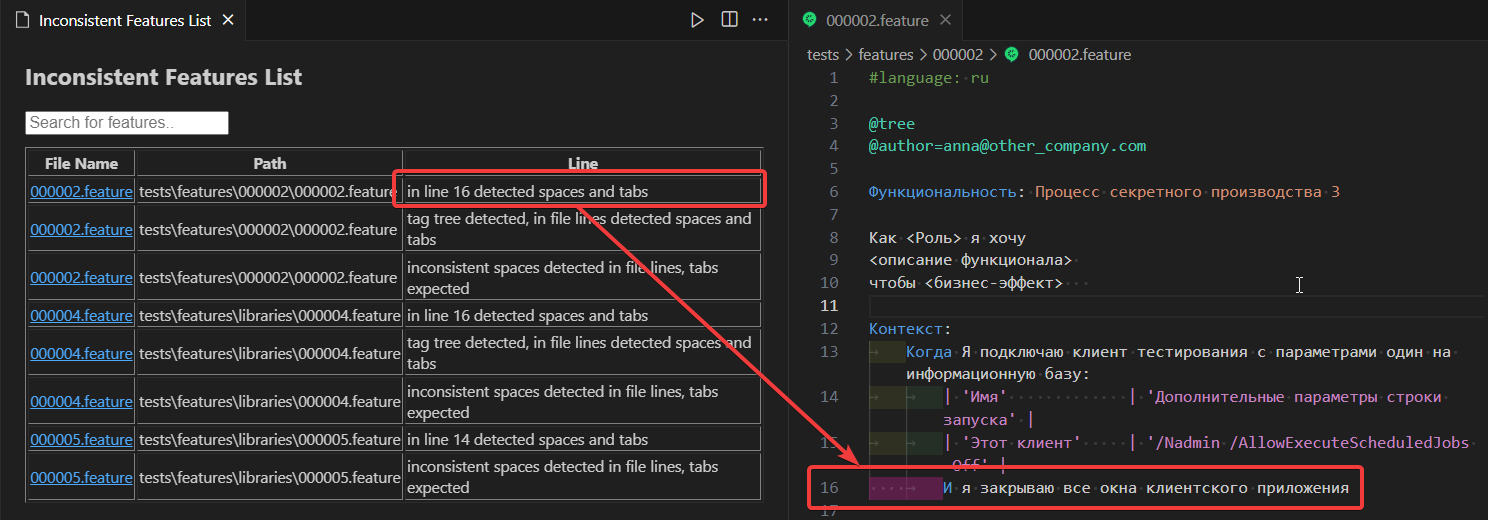 Inconsistent Features List
Inconsistent Features List
Search for features..
File Name Path Line
000002.feature tests\features\000002\000002.feature in line 16 detected spaces and tabs
000002.feature tests\features\000002\000002.feature tag tree detected, in file lines detected spaces and
tabs
000002.feature tests\features\000002\000002.feature inconsistent spaces detected in file lines, tabs
expected
000004.feature tests\features\libraries\000004.feature in line 16 detected spaces and tabs
000004.feature tests\features\libraries\000004.feature tag tree detected, in file lines detected spaces and
tabs
000004.feature tests\features\libraries\000004.feature inconsistent spaces detected in file lines, tabs
expected
000005.feature tests\features\libraries\000005.feature in line 14 detected spaces and tabs
000005.feature tests\features\libraries\000005.feature inconsistent spaces detected in file lines, tabs
expected
000002.feature
tests > features > 000002 > 000002.feature
1 #language: ru
2
3 @tree
4 @author=anna@other_company.com
5
6 Функциональность: Процесс секретного производства 3
7
8 Как <Роль> я хочу
9 <описание функционала>
10 чтобы <бизнес-эффект>
11
12 Контекст:
13 Когда Я подключаю клиент тестирования с параметрами один на
информационную базу:
14 | 'Имя' | 'Дополнительные параметры строки
запуска' |
15 | 'Этот клиент' | '/Nadmin /AllowExecuteScheduledJobs
Off' |
16 И я закрываю все окна клиентского приложения
17